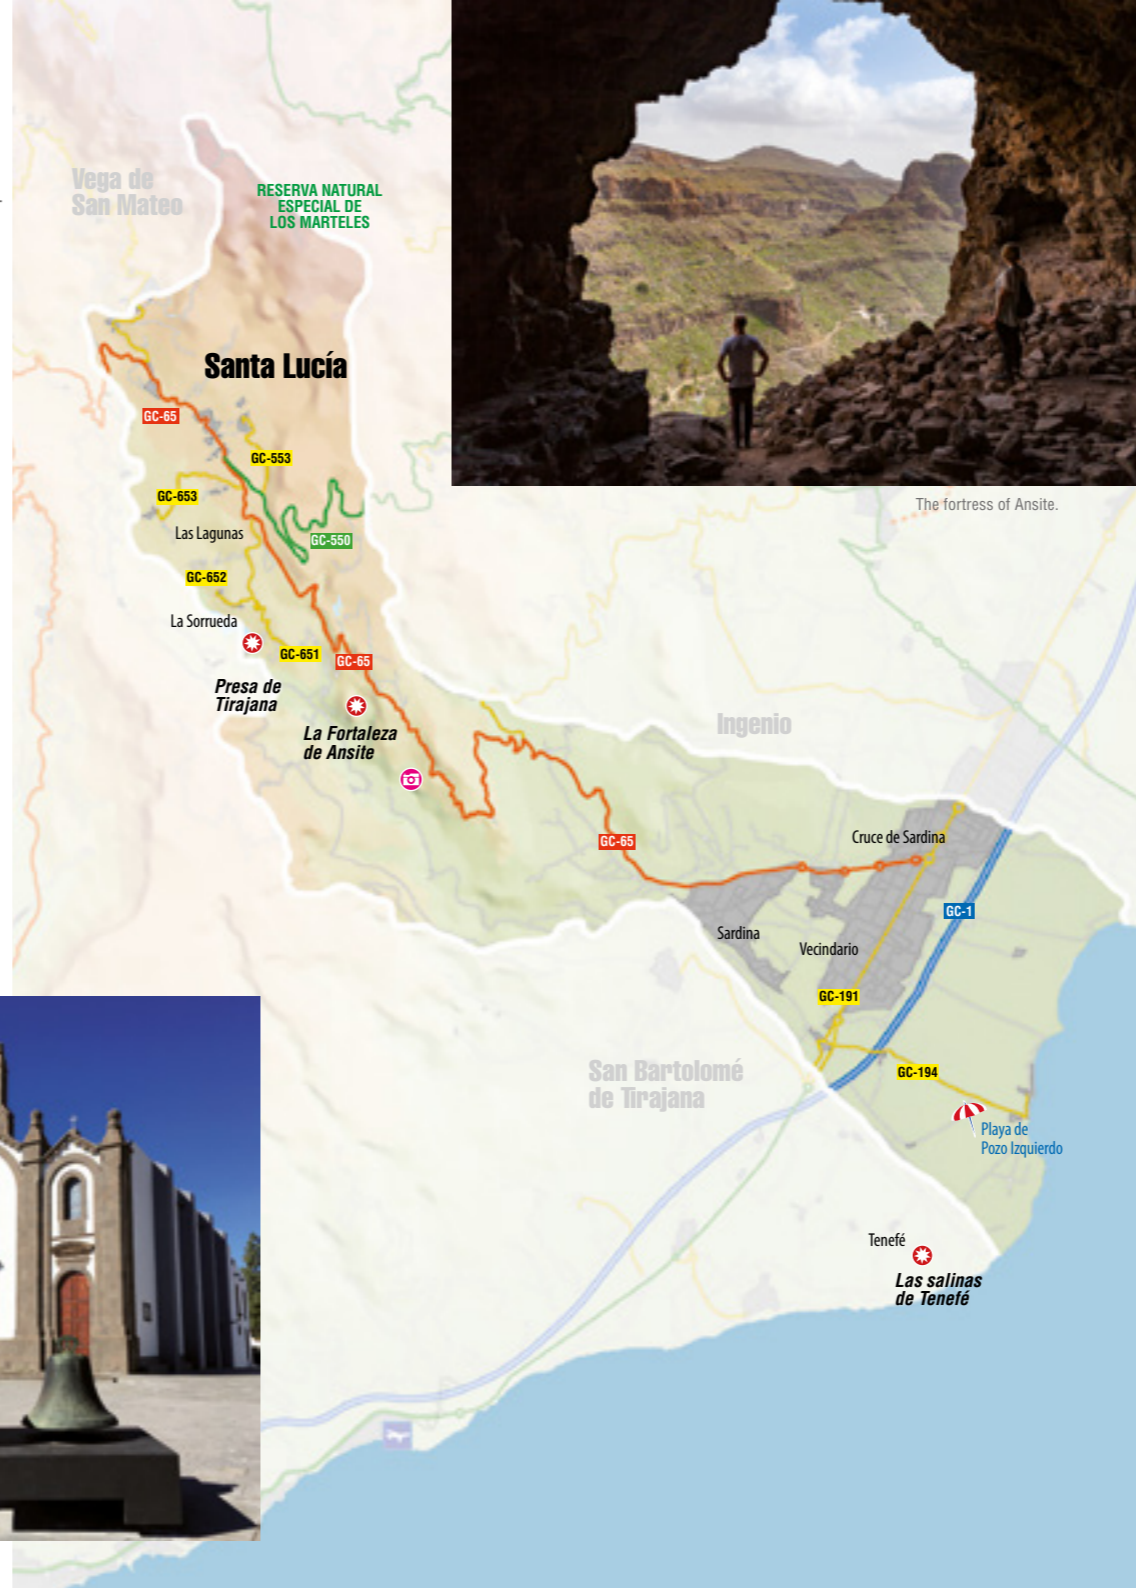 Vega de
San Mateo
RESERVA NATURAL
ESPECIAL DE
LOS MARTELES
Santa Lucía
GC-65
GC-553
GC-653
The fortress of Ansite.
Las Lagunas
GC-550
GC-652
La Sorrueda
GC-651
GC-65
Presa de
Tirajana
La Fortaleza
de Ansite
Ingenio
GC-65
Cruce de Sardina
GC-1
Sardina
Vecindario
GC-191
San Bartolomé
de Tirajana
GC-194
Playa de
Pozo Izquierdo
Tenefé
Las salinas
de Tenefé